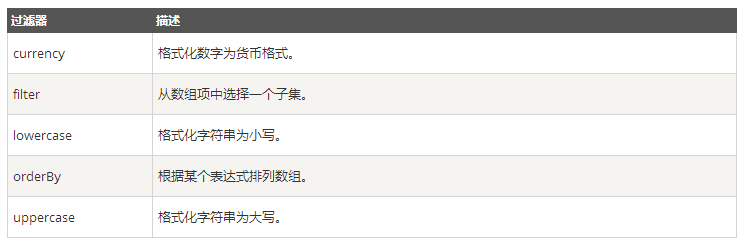 过滤器 描述
currency 格式化数字为货币格式。
filter 从数组项中选择一个子集。
lowercase 格式化字符串为小写。
orderBy 根据某个表达式排列数组。
uppercase 格式化字符串为大写。